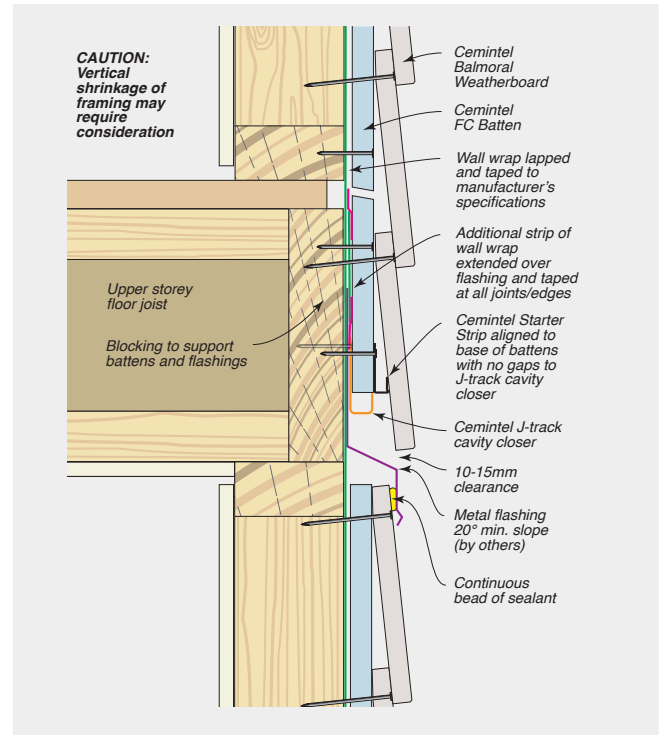 CAUTION:
Vertical
shrinkage of
framing may
require
consideration
Cemintel
Balmoral
Weatherboard
Cemintel
FC Batten
Wall wrap lapped
and taped to
manufacturer's
specifications
Additional strip of
wall wrap
extended over
flashing and taped
at all joints/edges
Upper storey
floor joist
Blocking to support
battens and flashings
Cemintel Starter
Strip aligned to
base of battens
with no gaps to
J-track cavity
closer
Cemintel J-track
cavity closer
10-15mm
clearance
Metal flashing
20° min. slope
(by others)
Continuous
bead of sealant